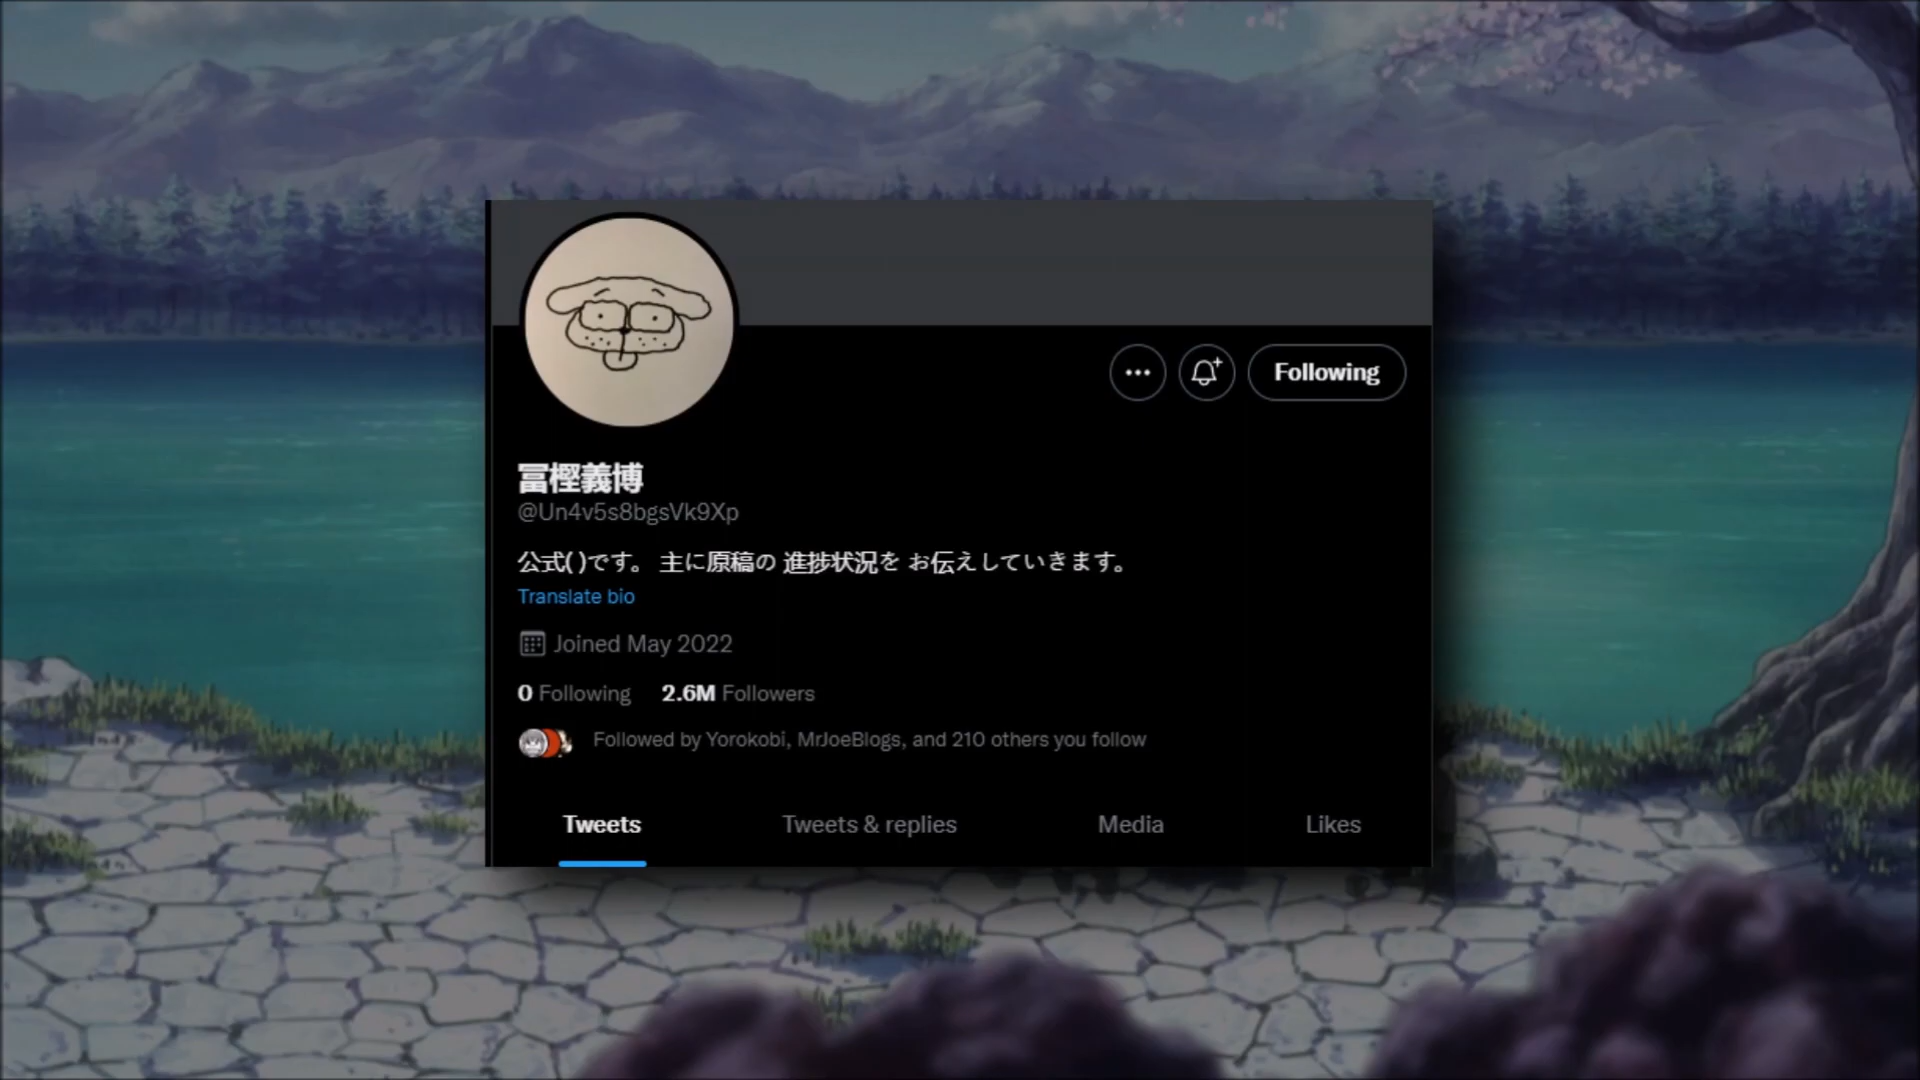 Following
冨樫義博
@Un4v5s8bgsVk9Xp
公式( )です。 主に原稿の 進捗状況を お伝えしていきます。
Translate bio
Joined May 2022
0 Following 2.6M Followers
Followed by Yorokobi, MrJoeBlogs, and 210 others you follow
Tweets Tweets & replies Media Likes